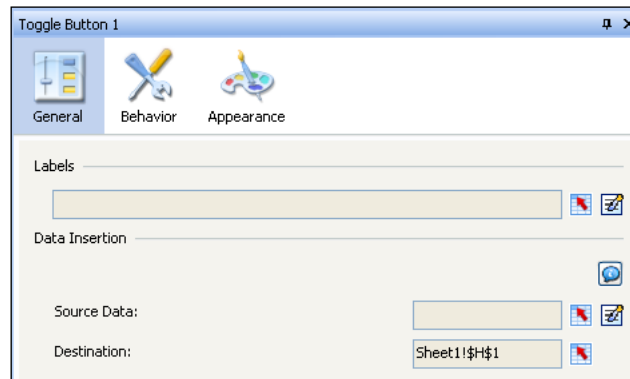 Toggle Button 1
General Behavior Appearance
Labels
Data Insertion
Source Data:
Destination: Sheet1!$H$1